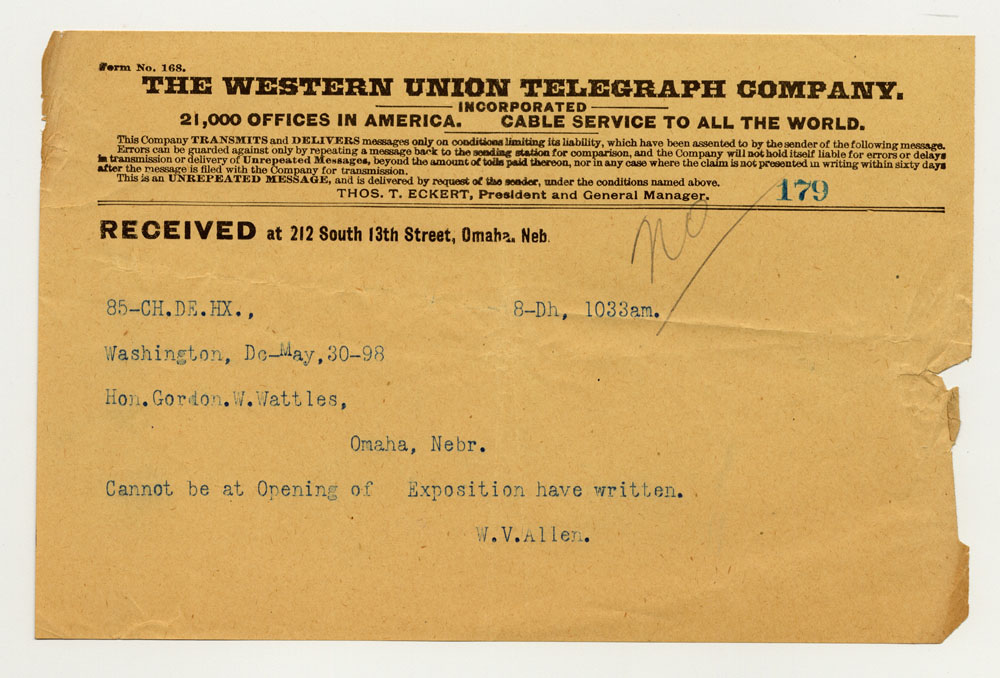 Form No. 168.
THE WESTERN UNION TELEGRAPH COMPANY.
INCORPORATED
21,000 OFFICES IN AMERICA. CABLE SERVICE TO ALL THE WORLD.
This Company TRANSMITS and DELIVERS messages only on conditions limiting its liability, which have been assented to by the sender of the following message.
Errors can be guarded against only by repeating a message back to the sending station for comparison, and the Company will not hold itself liable for errors or delays
in transmission or delivery of Unrepeated Messages, beyond the amount of tolls paid thereon, nor in any case where the claim is not presented in writing within sixty days
after the message is filed with the Company for transmission.
This is an UNREPEATED MESSAGE, and is delivered by request of the sender, under the conditions named above.
THOS. T. ECKERT, President and General Manager.
179
no
RECEIVED at 212 South 13th Street, Omaha. Neb.
85-CH.DE.HX., 8-Dh, 1033am.
Washington, Dc-May,30-98
Hon.Gordon.W.Wattles,
Omaha, Nebr.
Cannot be at Opening of Exposition have written.
W.V.Allen.